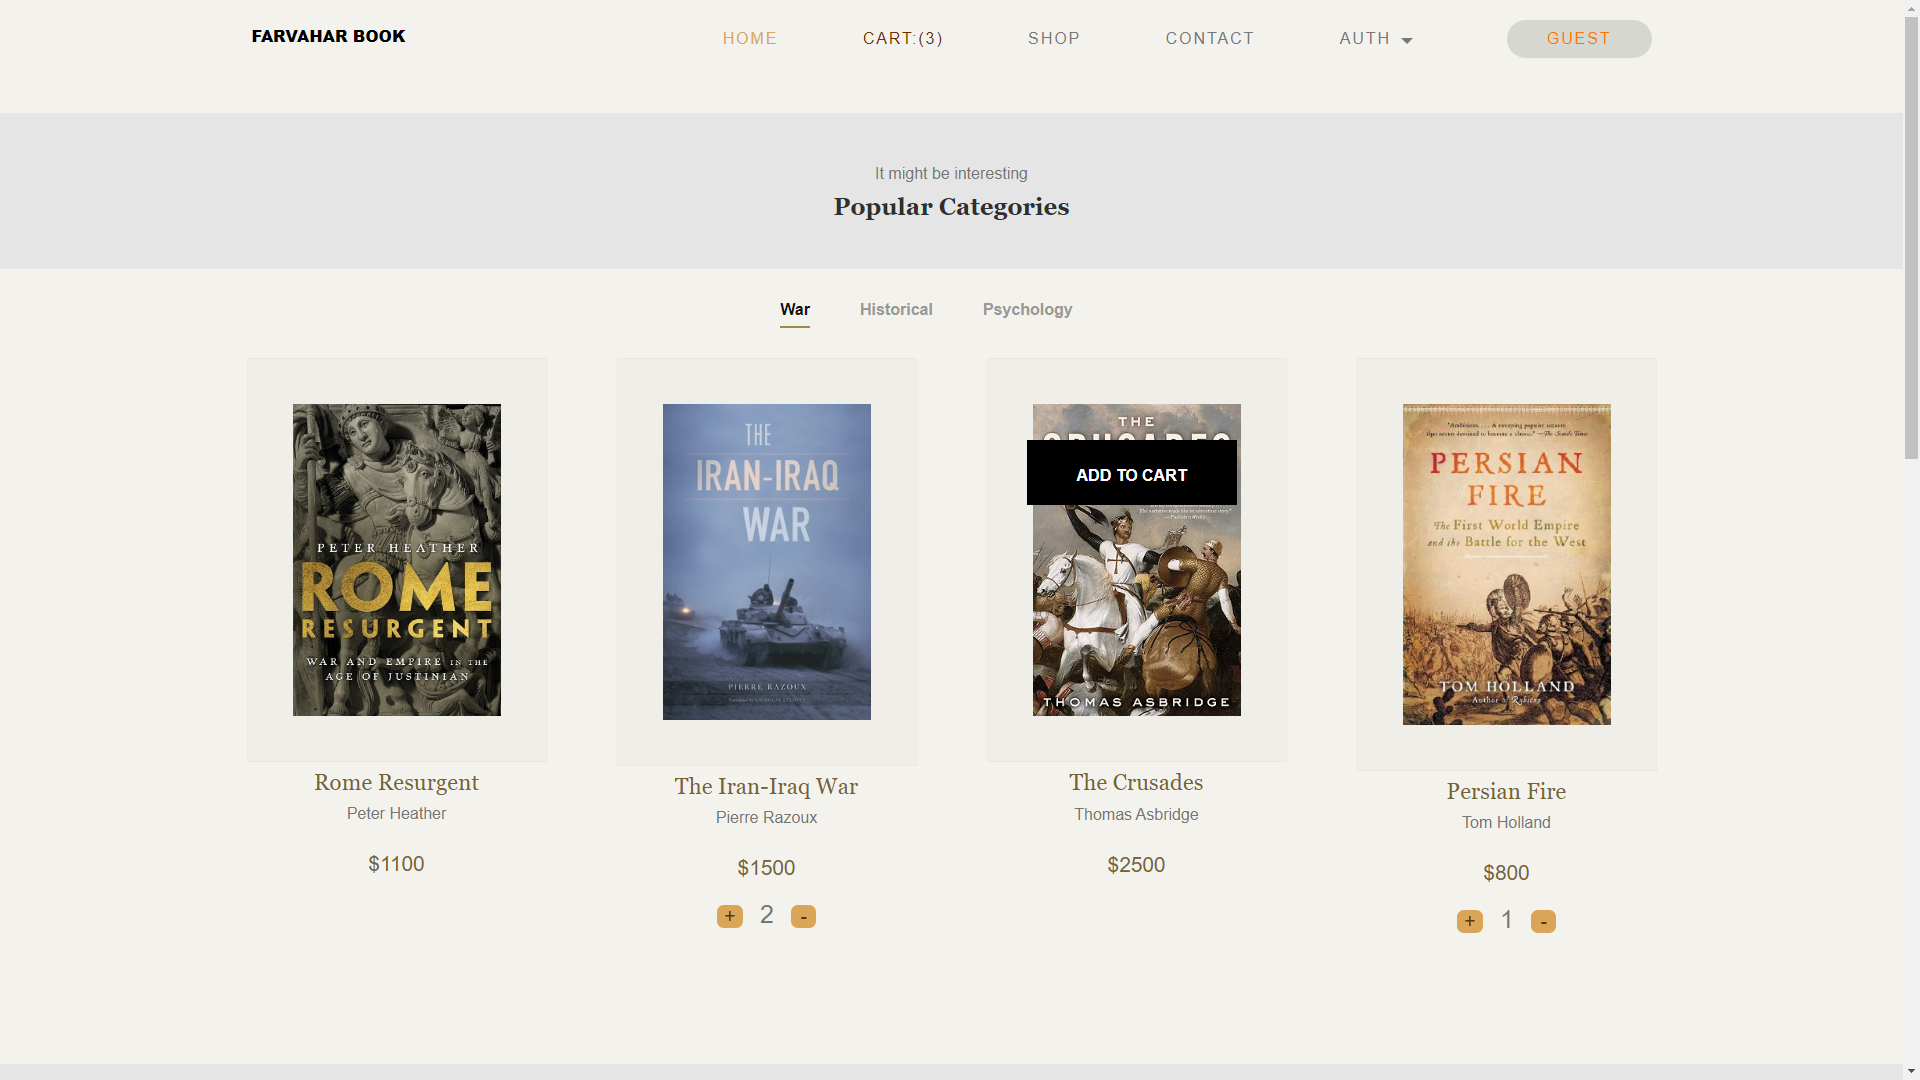 FARVAHAR BOOK
HOME
CART:(3)
SHOP
CONTACT
AUTH
GUEST
It might be interesting
Popular Categories
War
Historical
Psychology
PETER HEATHER
ROME
RESURGENT
WAR AND EMPIRE IN THE
AGE OF JUSTINIAN
Rome Resurgent
Peter Heather
$1100
THE
IRAN-IRAQ
WAR
PIERRE RAZOUX
The Iran-Iraq War
Pierre Razoux
$1500
+ 2 -
THE
ADD TO CART
THOMAS ASBRIDGE
The Crusades
Thomas Asbridge
$2500
PERSIAN
FIRE
The First World Empire
and the Battle for the West
TOM HOLLAND
Author of Rubicon
Persian Fire
Tom Holland
$800
+ 1 -